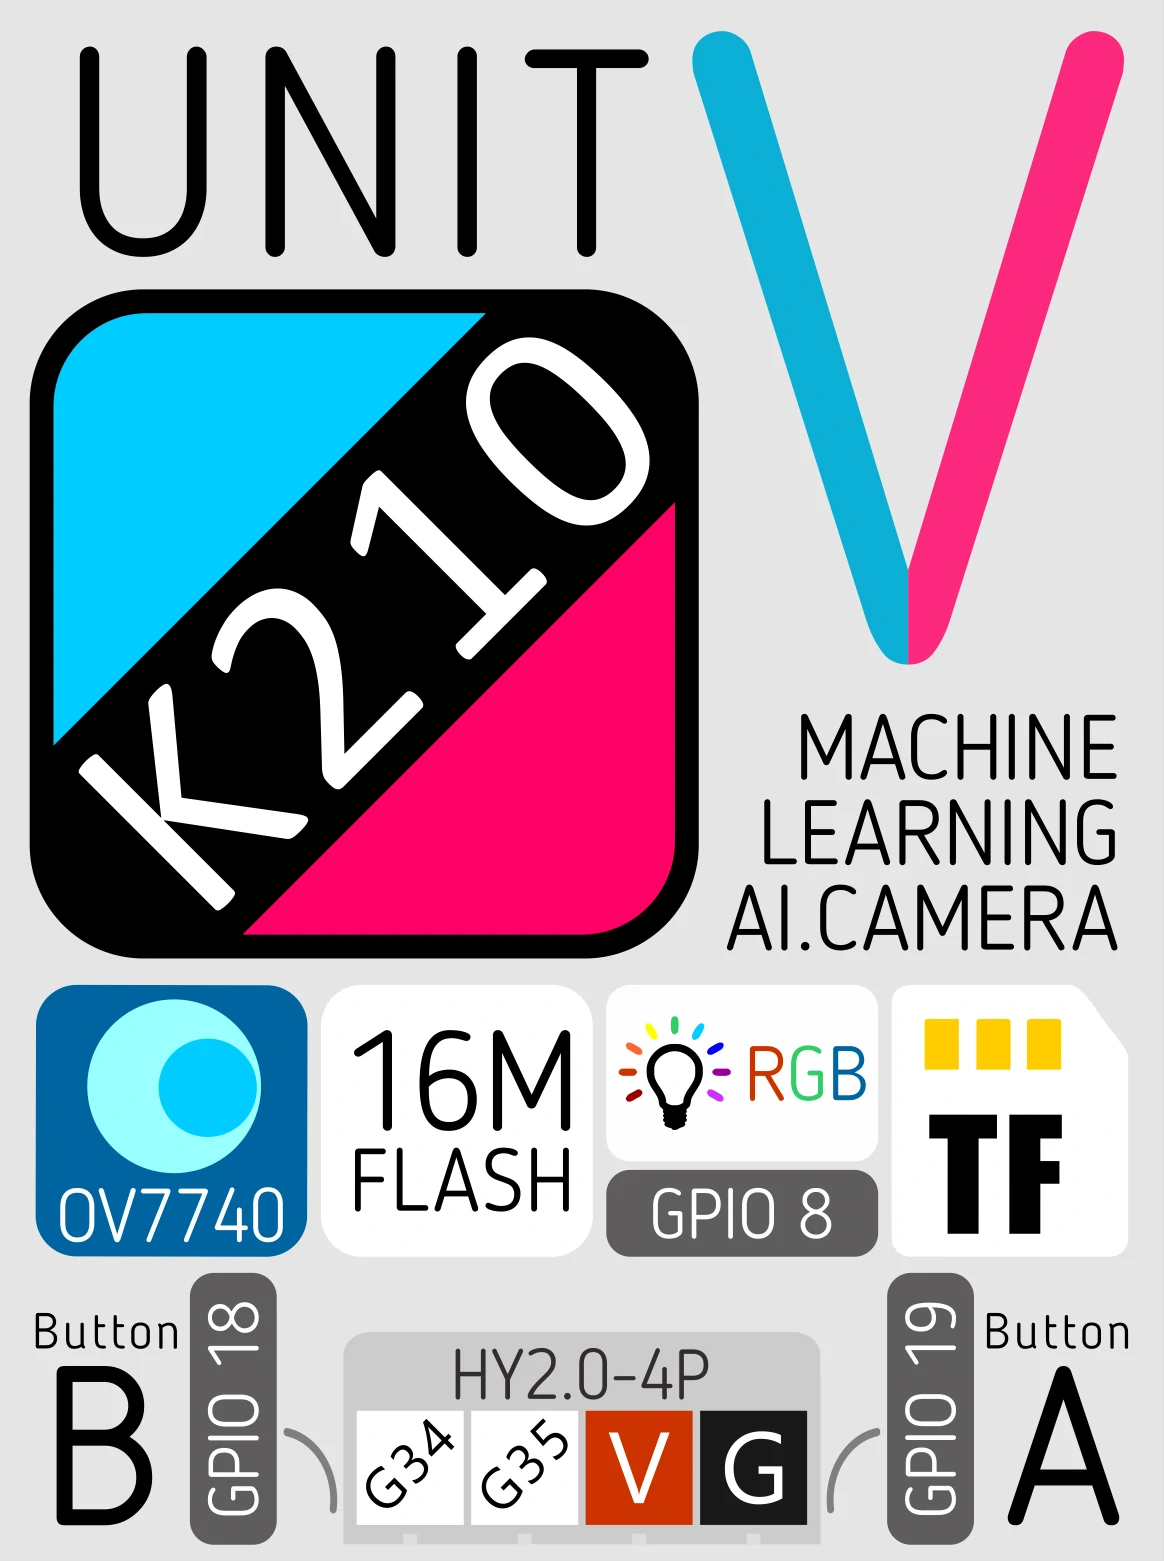 UNIT V
K210
MACHINE
LEARNING
AI.CAMERA
OV7740
16M
FLASH
RGB
GPIO 8
TF
Button
B
GPIO 18
HY2.0-4P
G34 G35 V G
GPIO 19
Button
A